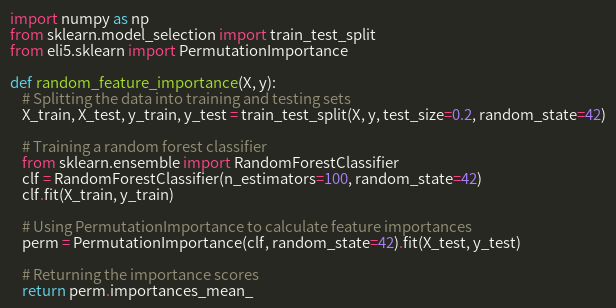 import numpy as np
from sklearn.model_selection import train_test_split
from eli5.sklearn import PermutationImportance

def random_feature_importance(X, y):
    # Splitting the data into training and testing sets
    X_train, X_test, y_train, y_test = train_test_split(X, y, test_size=0.2, random_state=42)

    # Training a random forest classifier
    from sklearn.ensemble import RandomForestClassifier
    clf = RandomForestClassifier(n_estimators=100, random_state=42)
    clf.fit(X_train, y_train)

    # Using PermutationImportance to calculate feature importances
    perm = PermutationImportance(clf, random_state=42).fit(X_test, y_test)

    # Returning the importance scores
    return perm.importances_mean_